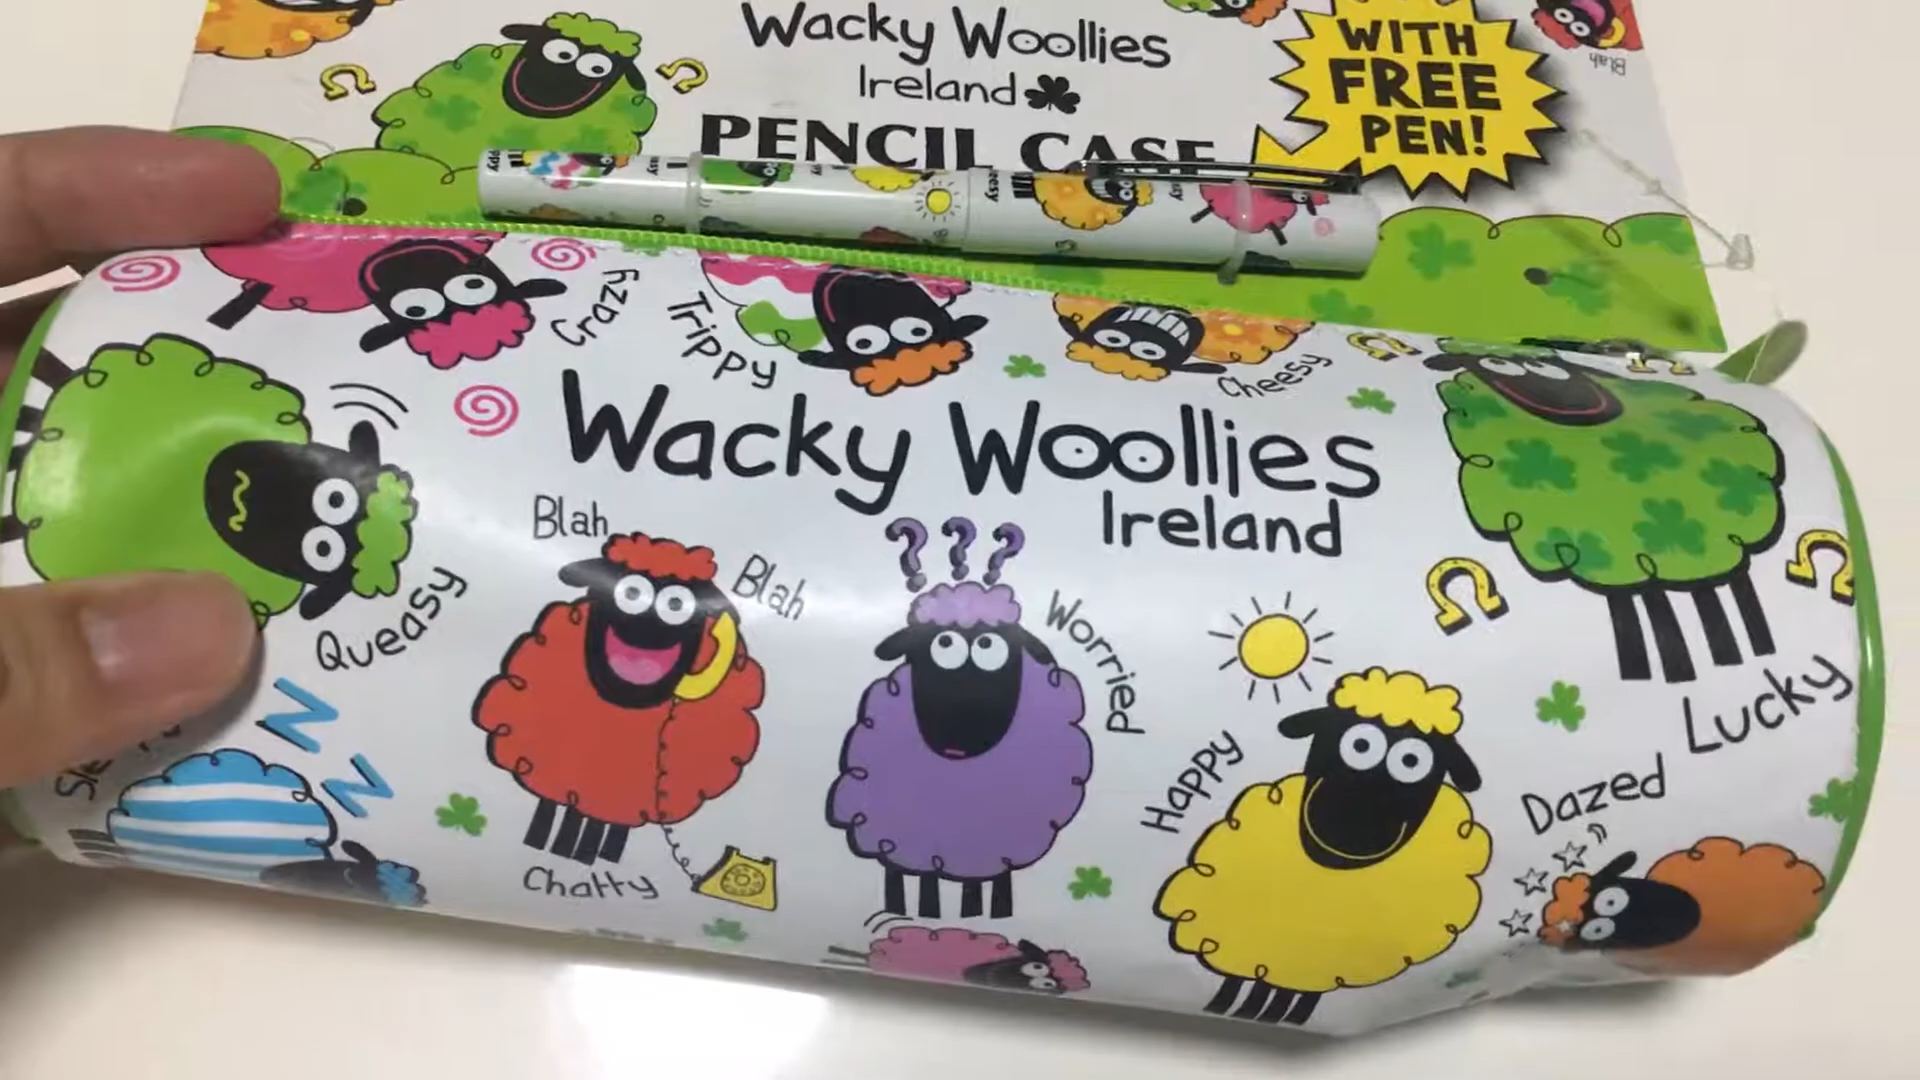 Wacky Woollies
Ireland
PENCIL CASE
WITH
FREE
PEN!
Blah
Crazy
Trippy
Cheesy
Wacky Woollies
Ireland
Queasy
Blah
Blah
Chatty
? ? ?
Worried
Happy
Lucky
Dazed
Z
Z